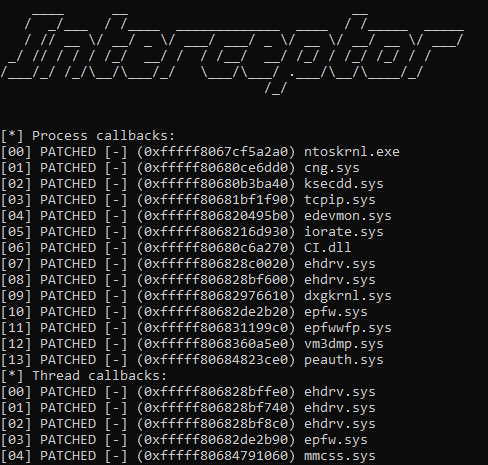 Interceptor
[*] Process callbacks:
[00] PATCHED [-] (0xfffff8067cf5a2a0) ntoskrnl.exe
[01] PATCHED [-] (0xfffff80680ce6dd0) cng.sys
[02] PATCHED [-] (0xfffff80680b3ba40) ksecdd.sys
[03] PATCHED [-] (0xfffff80681bf1f90) tcpip.sys
[04] PATCHED [-] (0xfffff806820495b0) edevmon.sys
[05] PATCHED [-] (0xfffff8068216d930) iorate.sys
[06] PATCHED [-] (0xfffff80680c6a270) CI.dll
[07] PATCHED [-] (0xfffff806828c0020) ehdrv.sys
[08] PATCHED [-] (0xfffff806828bf600) ehdrv.sys
[09] PATCHED [-] (0xfffff80682976610) dxgkrnl.sys
[10] PATCHED [-] (0xfffff80682de2b20) epfw.sys
[11] PATCHED [-] (0xfffff806831199c0) epfwwfp.sys
[12] PATCHED [-] (0xfffff8068360a5e0) vm3dmp.sys
[13] PATCHED [-] (0xfffff80684823ce0) peauth.sys
[*] Thread callbacks:
[00] PATCHED [-] (0xfffff806828bffe0) ehdrv.sys
[01] PATCHED [-] (0xfffff806828bf740) ehdrv.sys
[02] PATCHED [-] (0xfffff806828bf8c0) ehdrv.sys
[03] PATCHED [-] (0xfffff80682de2b90) epfw.sys
[04] PATCHED [-] (0xfffff80684791060) mmcss.sys